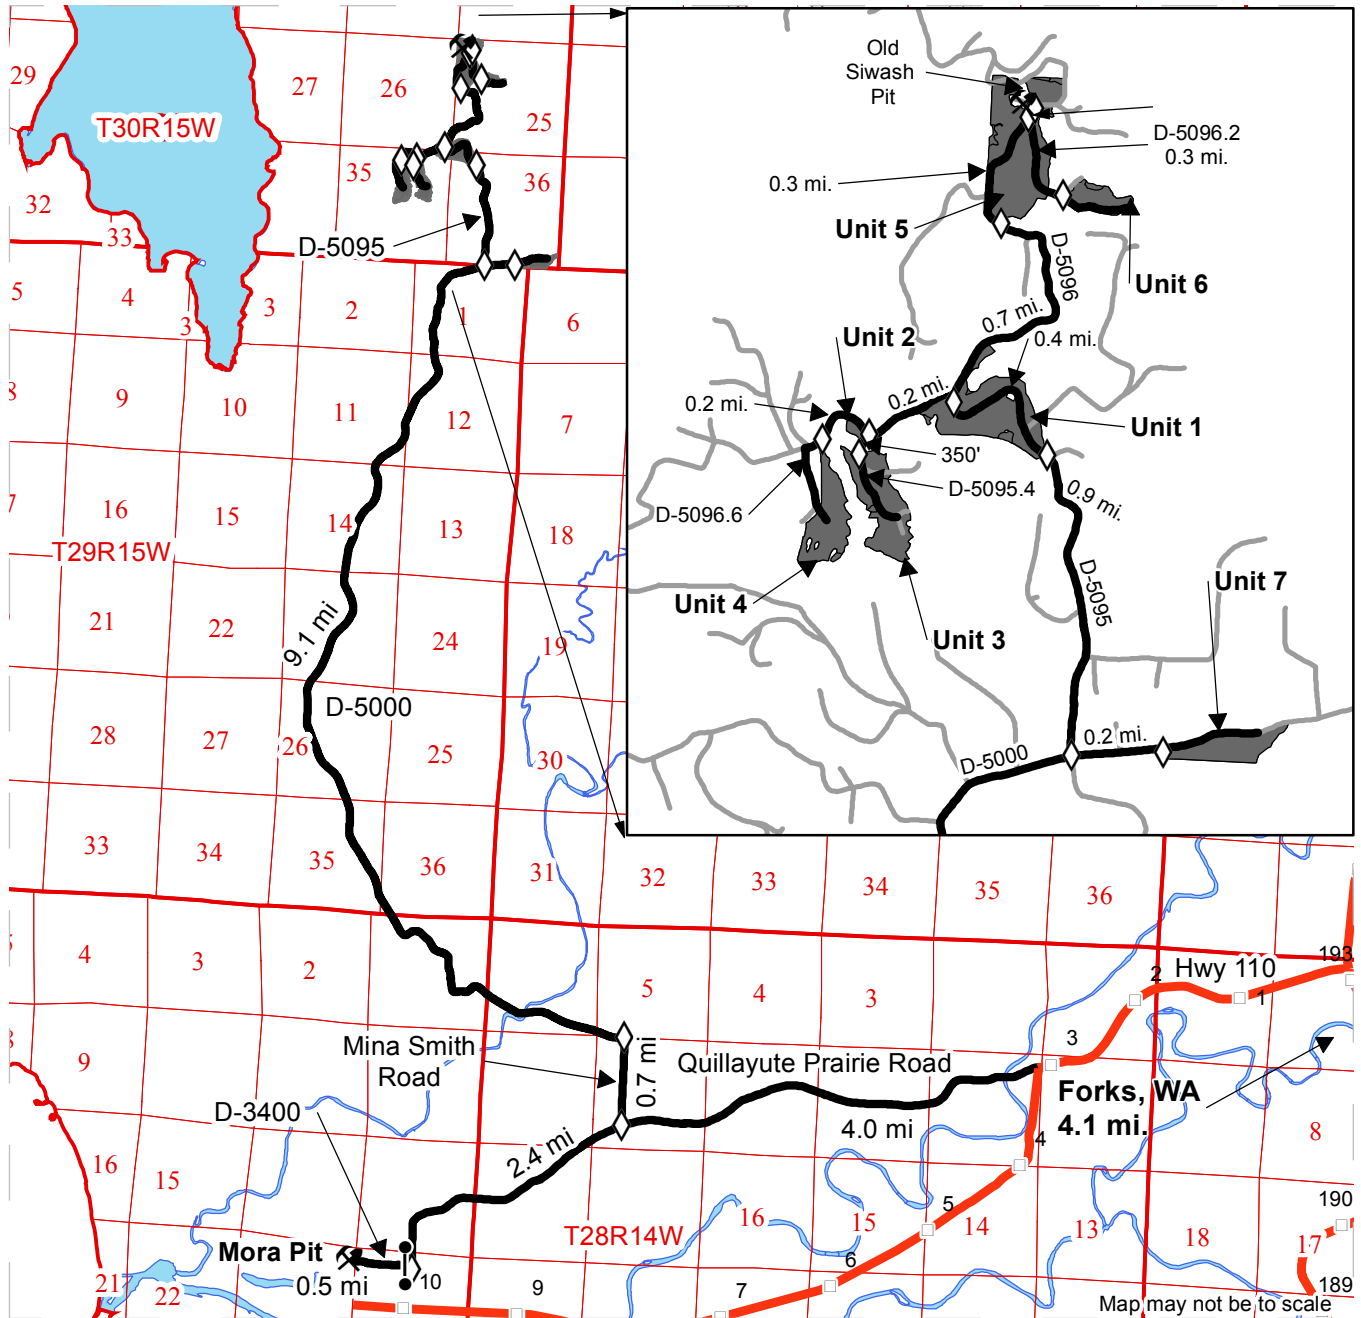 29
27
26
25
T30R15W
35
36
32
33
D-5095
5
4
3
3
2
1
6
8
9
10
11
12
7
7
16
15
14
13
18
T29R15W
21
22
24
19
9.1 mi
D-5000
28
27
26
25
30
33
34
35
36
31
32
33
34
35
36
Old
Siwash
Pit
D-5096.2
0.3 mi.
0.3 mi.
Unit 5
D-5096
Unit 6
0.7 mi.
0.4 mi.
Unit 2
0.2 mi.
0.2 mi.
Unit 1
350'
D-5095.4
0.9 mi.
D-5096.6
D-5095
Unit 7
Unit 4
Unit 3
0.2 mi.
D-5000
4
3
2
5
4
3
193
Hwy 110
2
1
3
9
Mina Smith
Road
0.7 mi
Quillayute Prairie Road
Forks, WA
4.1 mi.
D-3400
4.0 mi
4
8
2.4 mi
16
15
5
16
15
14
13
18
17
190
T28R14W
Mora Pit
0.5 mi
10
9
7
6
21
22
189
Map may not be to scale